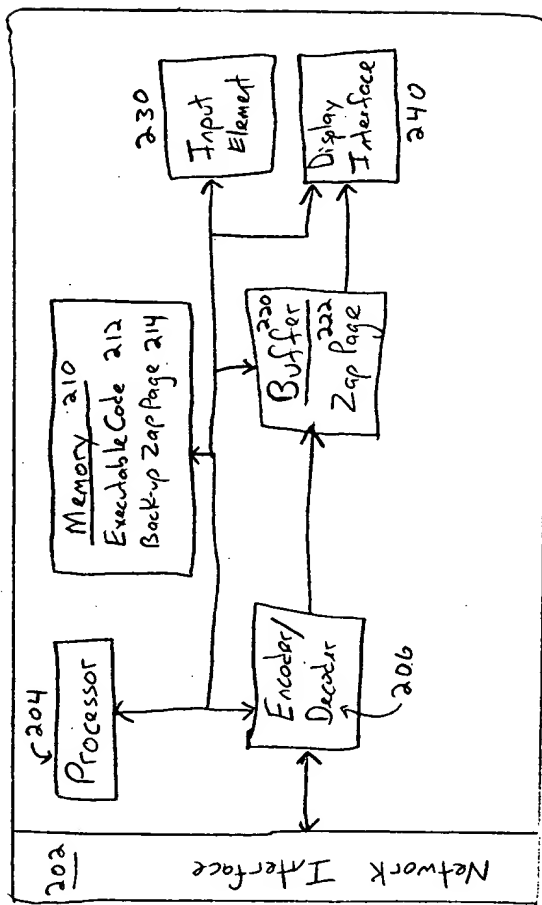 202
Network Interface
204
Processor
Encoder/
Decoder
206
Memory 210
Executable Code 212
Back-up Zap Page 214
Buffer 220
Zap Page 222
230
Input
Element
Display
Interface
240